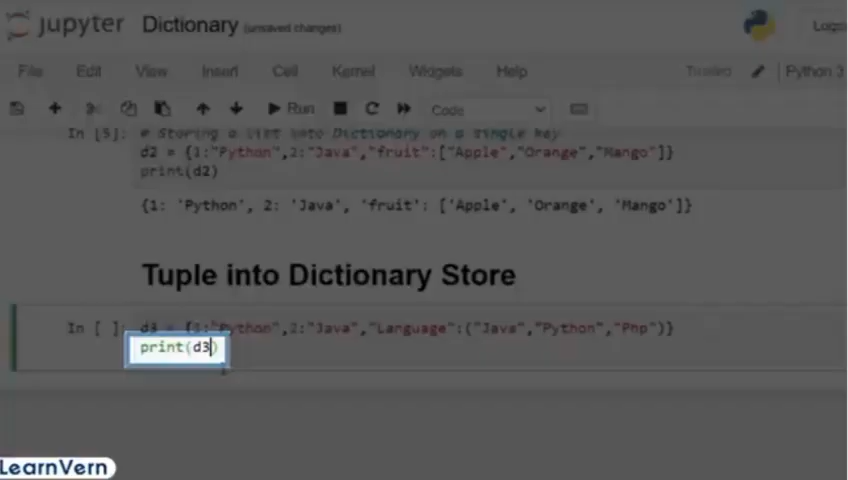 jupyter Dictionary (unsaved changes)
File Edit View Insert Cell Kernel Widgets Help Trusted Python 3
Run Code
In [5]: # Storing a List into Dictionary on a single key
d2 = {1:"Python",2:"Java","fruit":["Apple","Orange","Mango"]}
print(d2)
{1: 'Python', 2: 'Java', 'fruit': ['Apple', 'Orange', 'Mango']}
Tuple into Dictionary Store
In [ ]: d3 = {1:"Python",2:"Java","Language":("Java","Python","Php")}
print(d3)
LearnVern